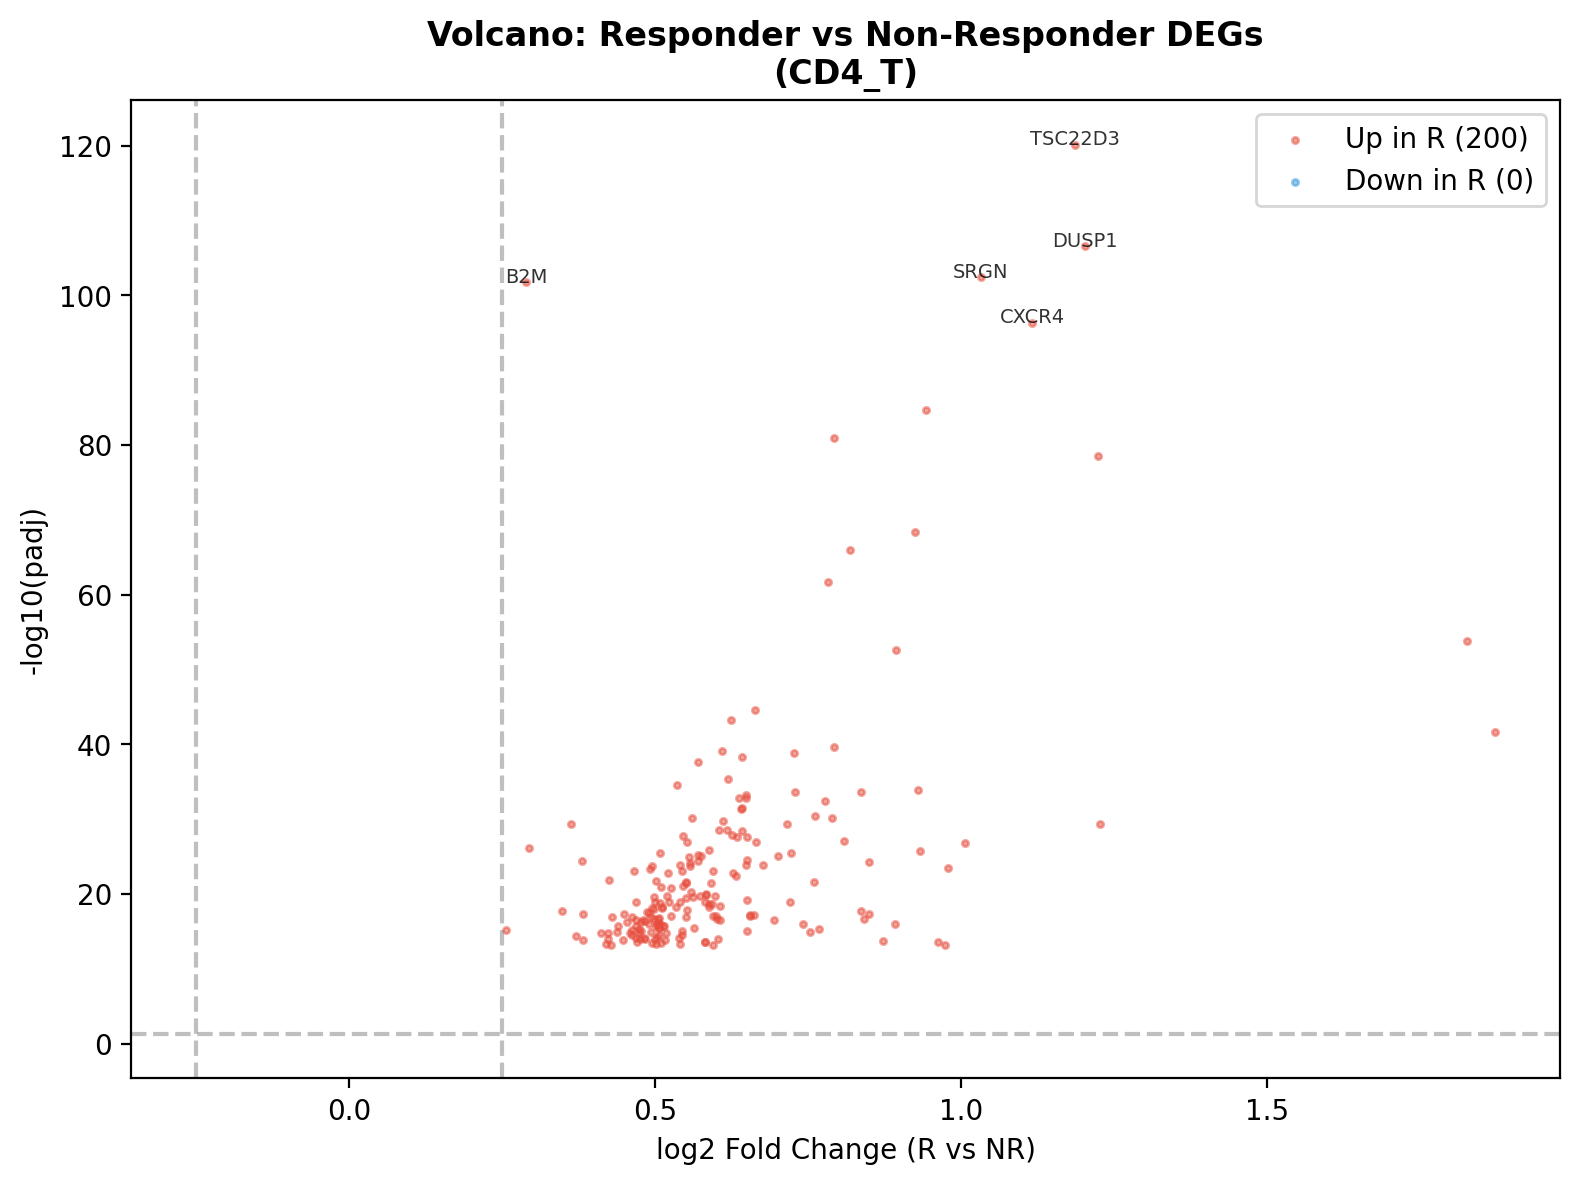 Volcano: Responder vs Non-Responder DEGs
(CD4_T)
Up in R (200)
Down in R (0)
TSC22D3
DUSP1
SRGN
B2M
CXCR4
-log10(padj)
120
100
80
60
40
20
0
0.0
0.5
1.0
1.5
log2 Fold Change (R vs NR)